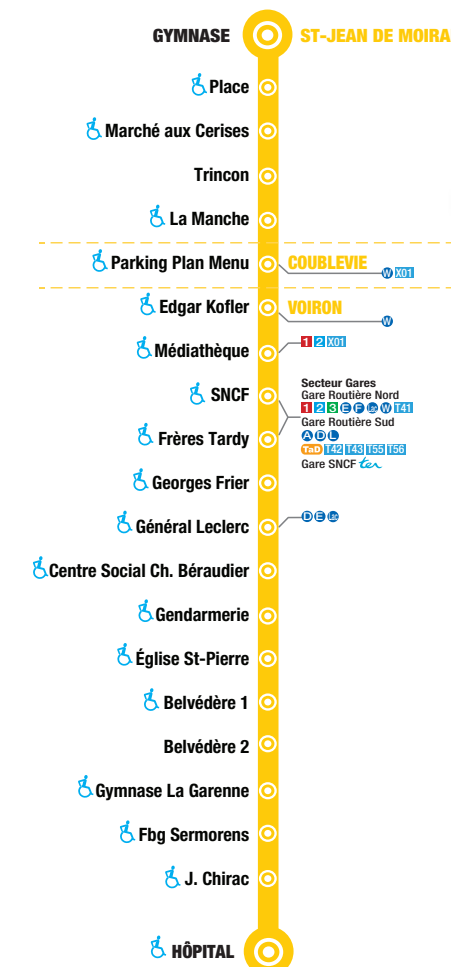 GYMNASE ST-JEAN DE MOIRA
Place
Marché aux Cerises
Trincon
La Manche
Parking Plan Menu COUBLEVIE
W X01
Edgar Kofler VOIRON
W
Médiathèque 1 2 X01
SNCF
Secteur Gares
Gare Routière Nord
1 2 3 E F Lac W T41
Gare Routière Sud
A D L
TaD T42 T43 T55 T56
Gare SNCF ter
Frères Tardy
Georges Frier
Général Leclerc D E Lac
Centre Social Ch. Béraudier
Gendarmerie
Église St-Pierre
Belvédère 1
Belvédère 2
Gymnase La Garenne
Fbg Sermorens
J. Chirac
HÔPITAL